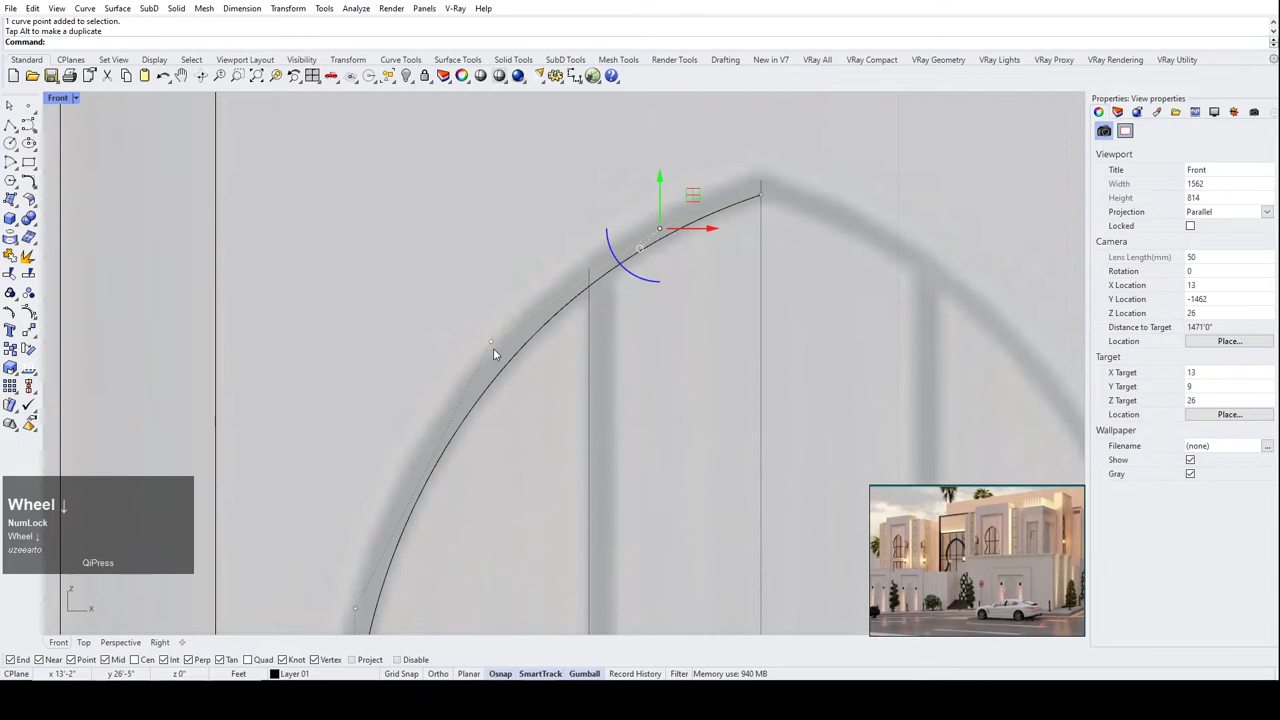 File Edit View Curve Surface SubD Solid Mesh Dimension Transform Tools Analyze Render Panels V-Ray Help
1 curve point added to selection.
Tap Alt to make a duplicate
Command:
Standard CPlanes Set View Display Select Viewport Layout Visibility Transform Curve Tools Surface Tools Solid Tools SubD Tools Mesh Tools Render Tools Drafting New in V7 VRay All VRay Compact VRay Geometry VRay Lights VRay Proxy VRay Rendering VRay Utility
Front
Properties: View properties
Viewport
Title Front
Width 1562
Height 814
Projection Parallel
Locked
Camera
Lens Length(mm) 50
Rotation 0
X Location 13
Y Location -1462
Z Location 26
Distance to Target 1471'0"
Location Place...
Target
X Target 13
Y Target 9
Z Target 26
Location Place...
Wallpaper
Filename (none) ...
Show
Gray
Wheel ↓
NumLock
Wheel ↓
uzeearto
QiPress
z
x
Front Top Perspective Right
End Near Point Mid Cen Int Perp Tan Quad Knot Vertex Project Disable
CPlane x 13'-2" y 26'-5" z 0" Feet Layer 01 Grid Snap Ortho Planar Osnap SmartTrack Gumball Record History Filter Memory use: 940 MB